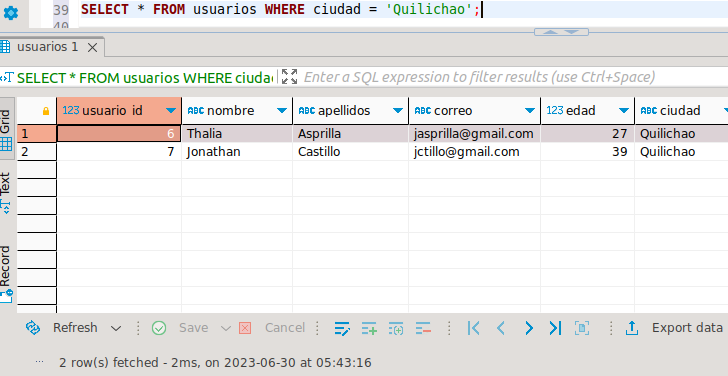 39 SELECT * FROM usuarios WHERE ciudad = 'Quilichao';
40
usuarios 1
SELECT * FROM usuarios WHERE ciudad Enter a SQL expression to filter results (use Ctrl+Space)
Grid
Text
Record
123 usuario_id ABC nombre ABC apellidos ABC correo 123 edad ABC ciudad
1 6 Thalia Asprilla jasprilla@gmail.com 27 Quilichao
2 7 Jonathan Castillo jctillo@gmail.com 39 Quilichao
Refresh Save Cancel Export data
2 row(s) fetched - 2ms, on 2023-06-30 at 05:43:16